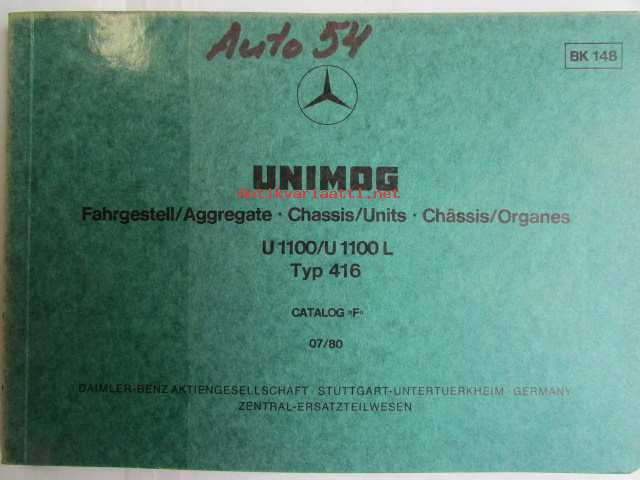 Auto 54
BK 148
UNIMOG
antikvariaatti.net
Fahrgestell/Aggregate · Chassis/Units · Châssis/Organes
U 1100/U 1100 L
Typ 416
CATALOG »F«
07/80
DAIMLER-BENZ AKTIENGESELLSCHAFT · STUTTGART-UNTERTUERKHEIM · GERMANY
ZENTRAL-ERSATZTEILWESEN